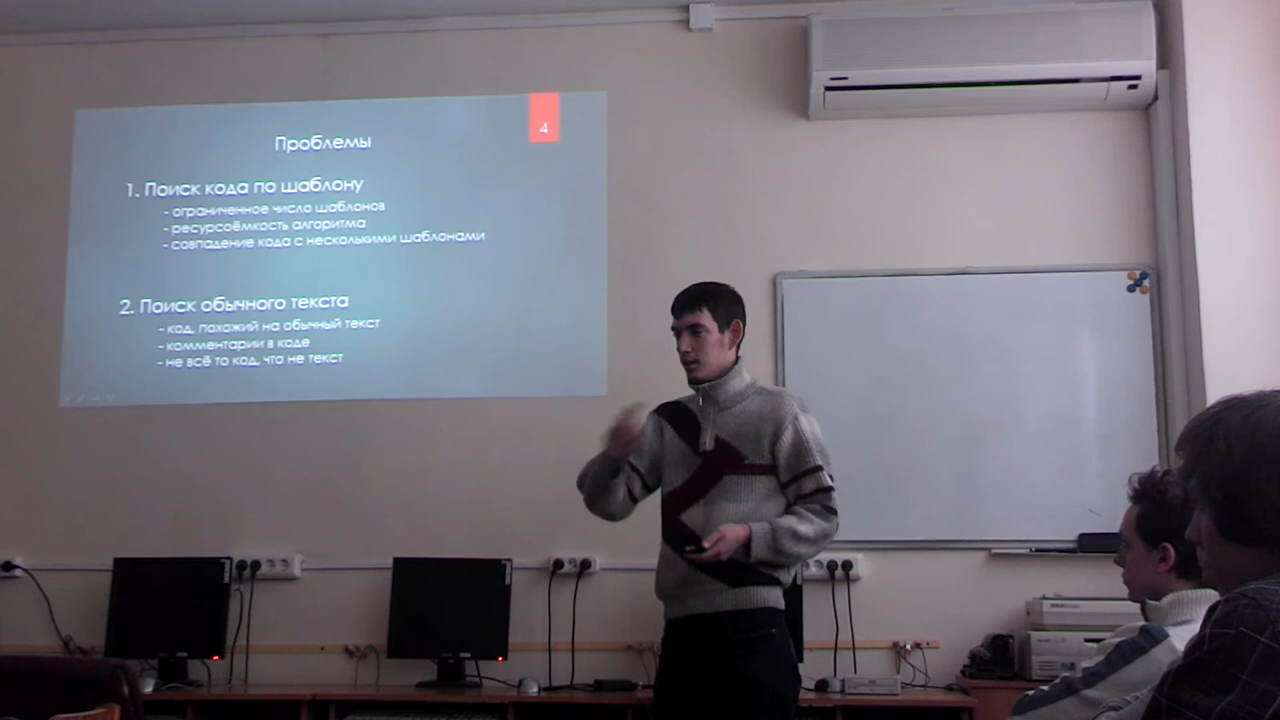 4
Проблемы
1. Поиск кода по шаблону
- ограниченное число шаблонов
- ресурсоёмкость алгоритма
- совпадение кода с несколькими шаблонами
2. Поиск обычного текста
- код, похожий на обычный текст
- комментарии в коде
- не всё то код, что не текст